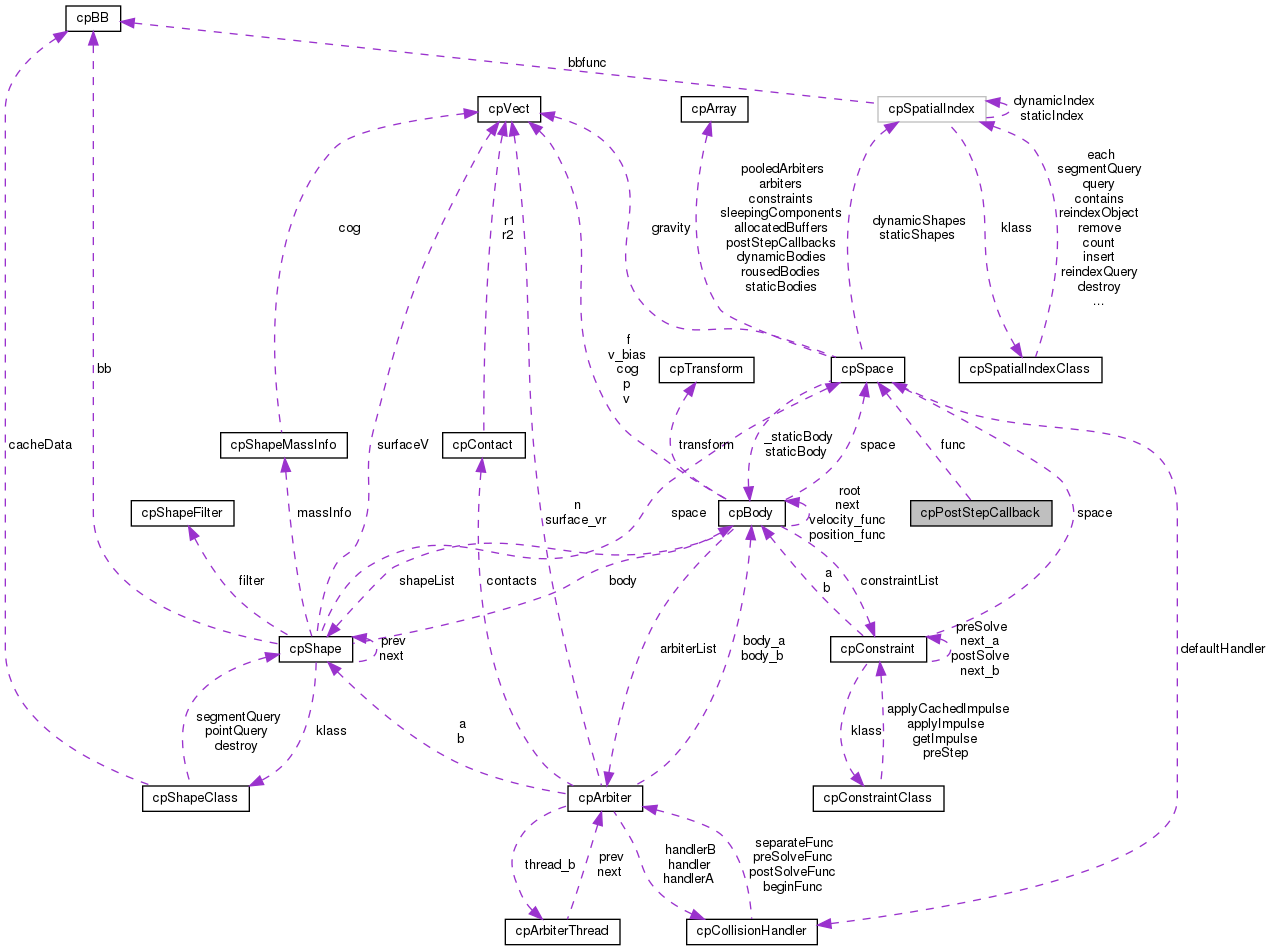 cpBB
bbfunc
cpVect
cpArray
cpSpatialIndex
dynamicIndex
staticIndex
cog
r1
r2
gravity
pooledArbiters
arbiters
constraints
sleepingComponents
allocatedBuffers
postStepCallbacks
dynamicBodies
rousedBodies
staticBodies
dynamicShapes
staticShapes
klass
each
segmentQuery
query
contains
reindexObject
remove
count
insert
reindexQuery
destroy
...
bb
f
v_bias
cog
p
v
cpTransform
cpSpace
cpSpatialIndexClass
cacheData
cpShapeMassInfo
surfaceV
cpContact
transform
_staticBody
staticBody
space
func
cpShapeFilter
massInfo
n
surface_vr
space
cpBody
root
next
velocity_func
position_func
cpPostStepCallback
space
filter
shapeList
contacts
body
a
b
constraintList
cpShape
prev
next
arbiterList
body_a
body_b
cpConstraint
preSolve
next_a
postSolve
next_b
defaultHandler
segmentQuery
pointQuery
destroy
klass
a
b
klass
applyCachedImpulse
applyImpulse
getImpulse
preStep
cpShapeClass
cpArbiter
cpConstraintClass
thread_b
prev
next
handlerB
handler
handlerA
separateFunc
preSolveFunc
postSolveFunc
beginFunc
cpArbiterThread
cpCollisionHandler